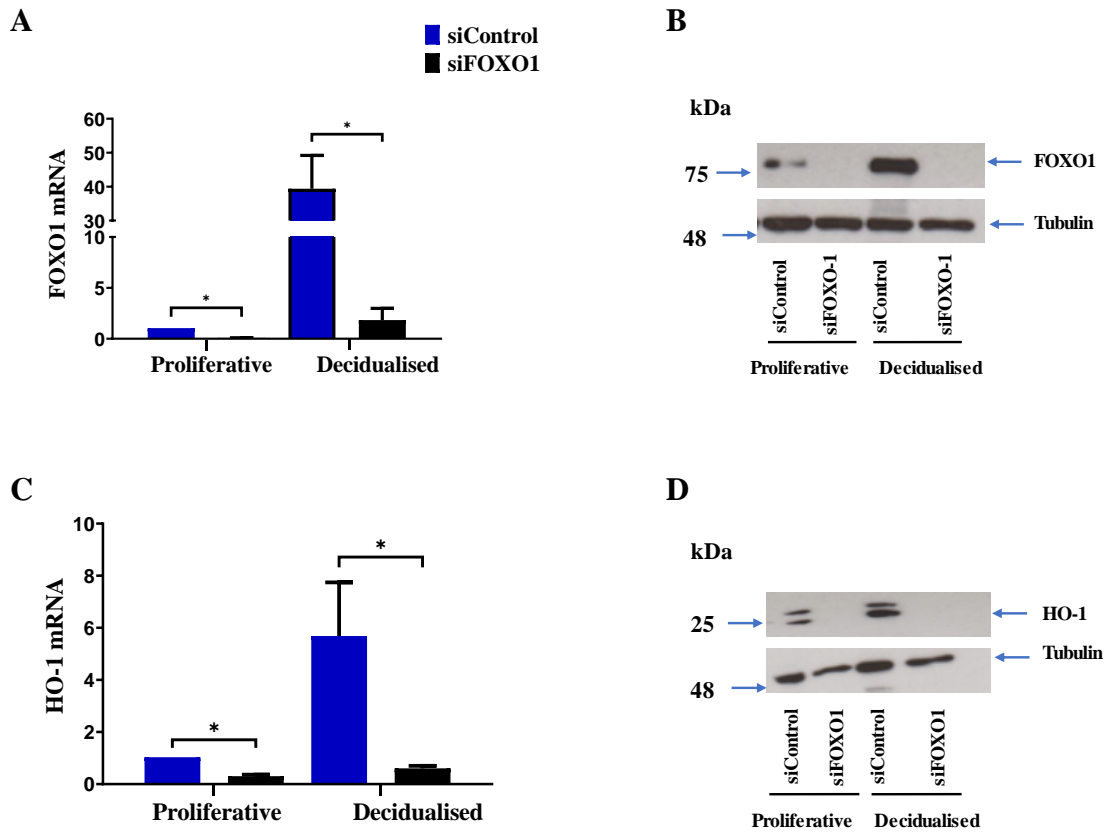 A
siControl
siFOXO1
FOXO1 mRNA
60
50
40
30
20
10
5
0
*
*
Proliferative
Decidualised
B
kDa
75
48
FOXO1
Tubulin
siControl
siFOXO-1
siControl
siFOXO-1
Proliferative
Decidualised
C
HO-1 mRNA
10
8
6
4
2
0
*
*
Proliferative
Decidualised
D
kDa
25
48
HO-1
Tubulin
siControl
siFOXO1
siControl
siFOXO1
Proliferative
Decidualised